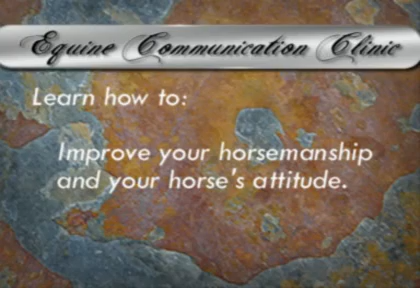 Equine Communication Clinic
Learn how to:
Improve your horsemanship
and your horse's attitude.